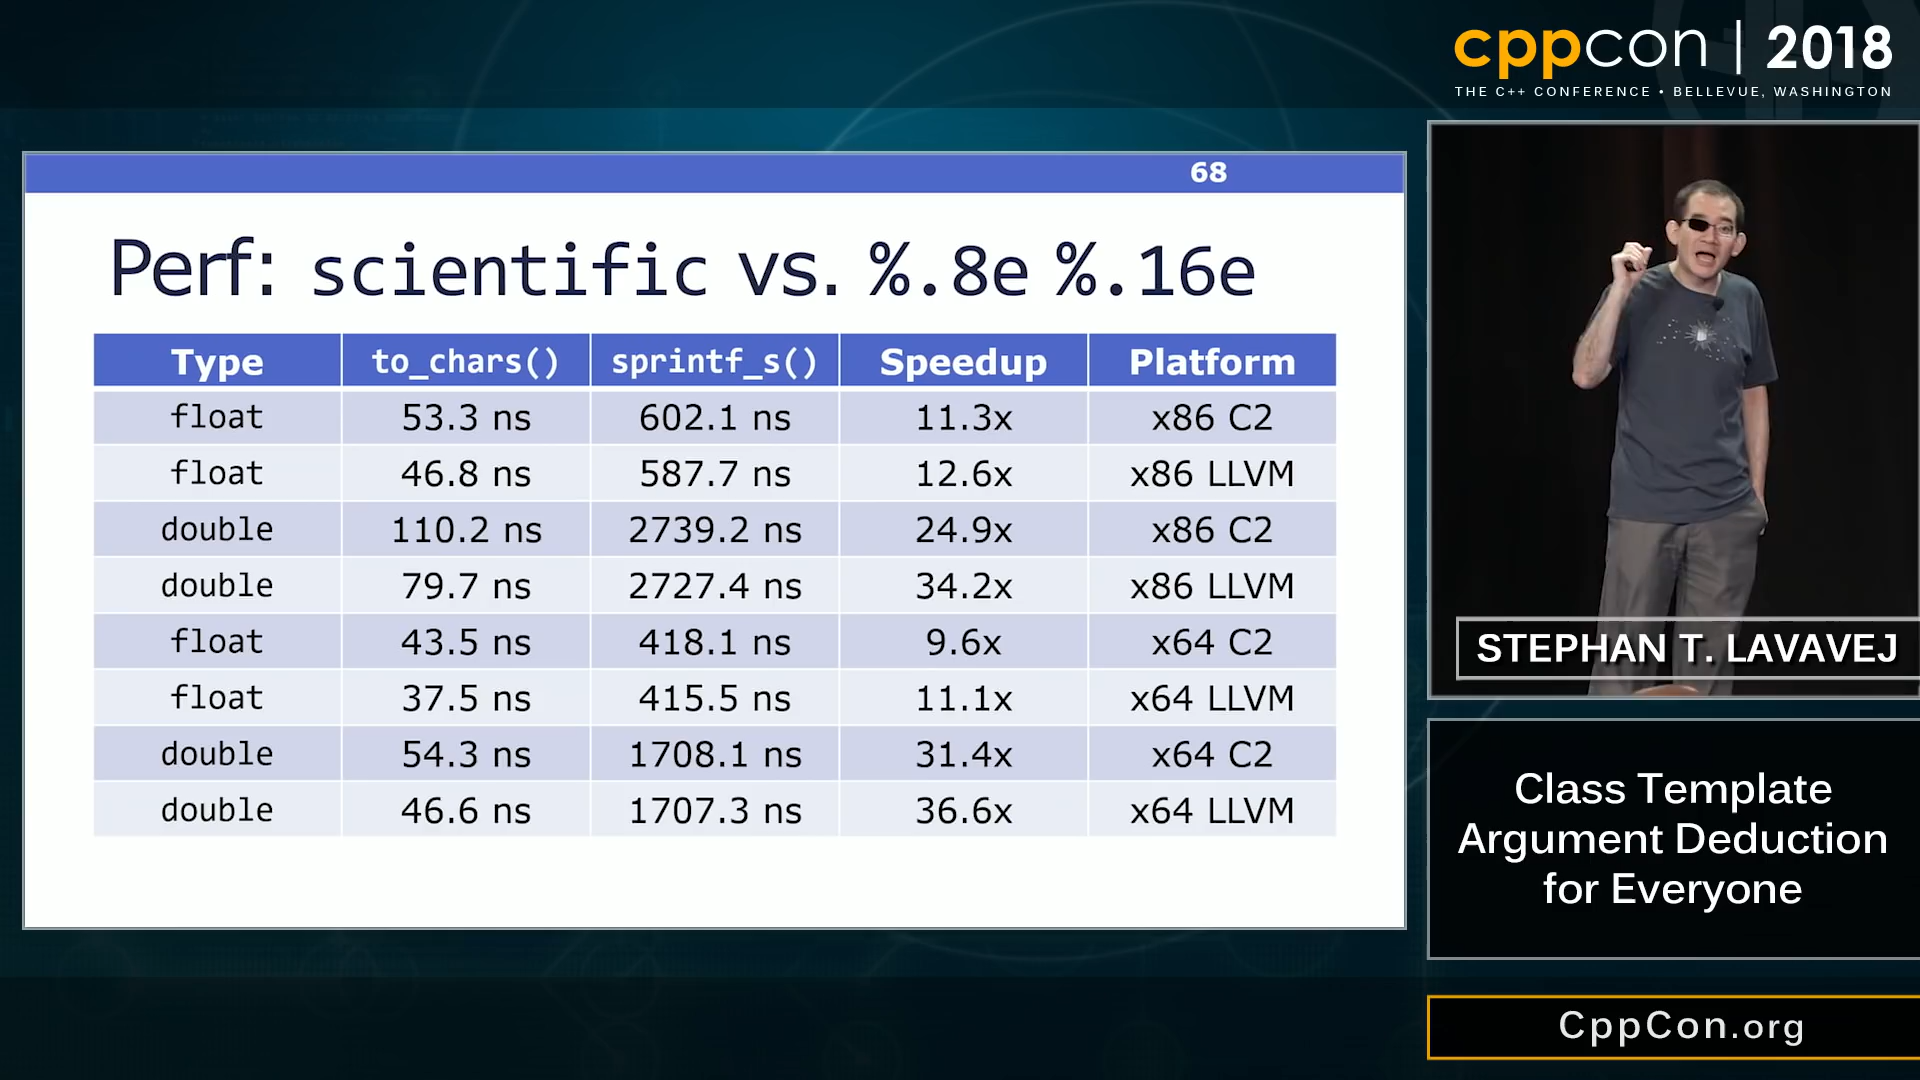 cppcon | 2018
THE C++ CONFERENCE • BELLEVUE, WASHINGTON
68
Perf: scientific vs. %.8e %.16e
Type to_chars() sprintf_s() Speedup Platform
float 53.3 ns 602.1 ns 11.3x x86 C2
float 46.8 ns 587.7 ns 12.6x x86 LLVM
double 110.2 ns 2739.2 ns 24.9x x86 C2
double 79.7 ns 2727.4 ns 34.2x x86 LLVM
float 43.5 ns 418.1 ns 9.6x x64 C2
float 37.5 ns 415.5 ns 11.1x x64 LLVM
double 54.3 ns 1708.1 ns 31.4x x64 C2
double 46.6 ns 1707.3 ns 36.6x x64 LLVM
STEPHAN T. LAVAVEJ
Class Template
Argument Deduction
for Everyone
CppCon.org